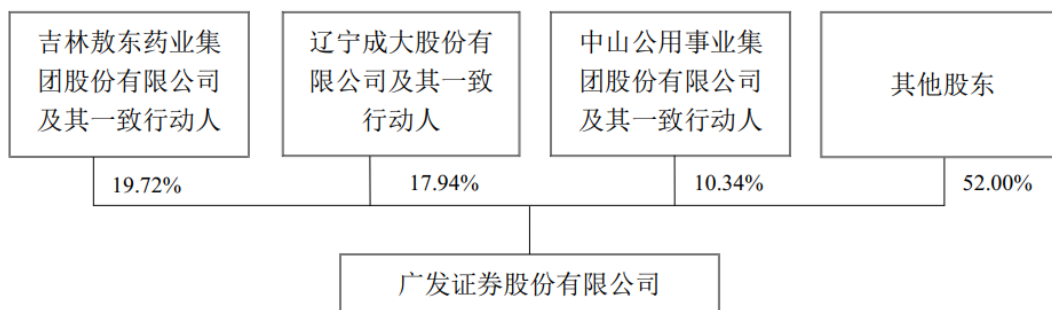 吉林敖东药业集
团股份有限公司
及其一致行动人
辽宁成大股份有
限公司及其一致
行动人
中山公用事业集
团股份有限公司
及其一致行动人
其他股东
19.72%
17.94%
10.34%
52.00%
广发证券股份有限公司